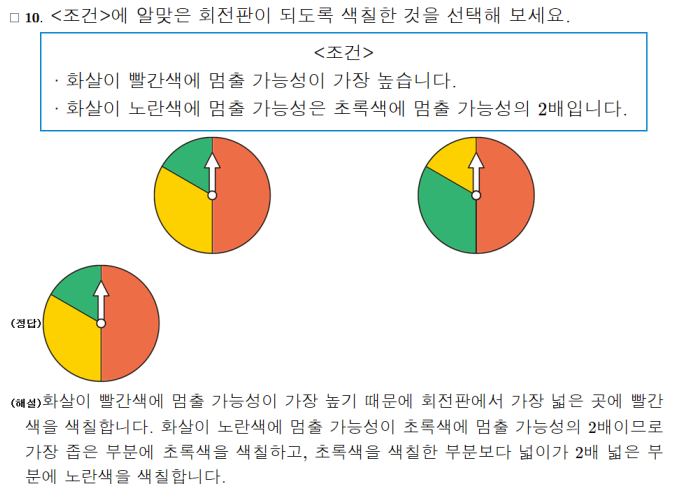 □ 10. <조건>에 알맞은 회전판이 되도록 색칠한 것을 선택해 보세요.
<조건>
· 화살이 빨간색에 멈출 가능성이 가장 높습니다.
· 화살이 노란색에 멈출 가능성은 초록색에 멈출 가능성의 2배입니다.
(정답)
(해설)화살이 빨간색에 멈출 가능성이 가장 높기 때문에 회전판에서 가장 넓은 곳에 빨간
색을 색칠합니다. 화살이 노란색에 멈출 가능성이 초록색에 멈출 가능성의 2배이므로
가장 좁은 부분에 초록색을 색칠하고, 초록색을 색칠한 부분보다 넓이가 2배 넓은 부
분에 노란색을 색칠합니다.